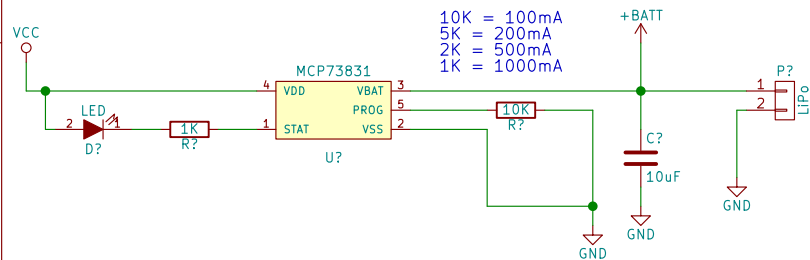 10K = 100mA
5K = 200mA
2K = 500mA
1K = 1000mA
+BATT
VCC
MCP73831
P?
4 VDD VBAT 3
1
LED
PROG 5
10K
2
LiPo
2 1
1K
1 STAT VSS 2
R?
C?
D?
R?
U?
10uF
GND
GND
GND